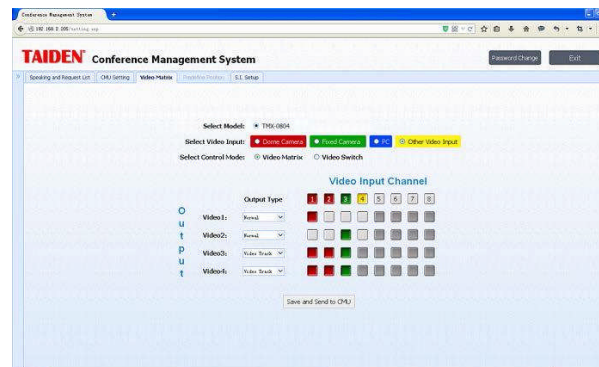 Conference Management System
TAIDEN Conference Management System
Password Change
Exit
Speaking and Request List
CMU Setting
Video Matrix
S.I. Setup
Select Model: TMX-0804
Select Video Input: Dome Camera Fixed Camera PC Other Video Input
Select Control Mode: Video Matrix Video Switch
Video Input Channel
Output Type 1 2 3 4 5 6 7 8
Output
Video1: Normal
Video2: Normal
Video3: Video Track
Video4: Video Track
Save and Send to CMU